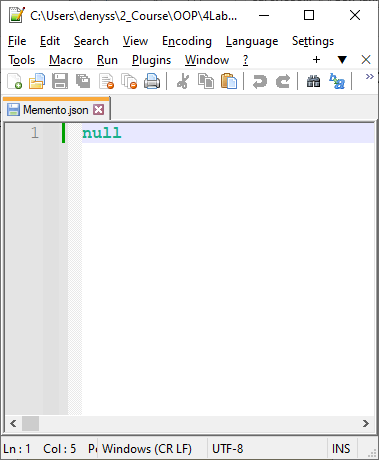 C:\Users\denyss\2_Course\OOP\4Lab...
File Edit Search View Encoding Language Settings
Tools Macro Run Plugins Window ? + ▼ X
»
Memento.json
1 null
Ln : 1 Col : 5 Windows (CR LF) UTF-8 INS